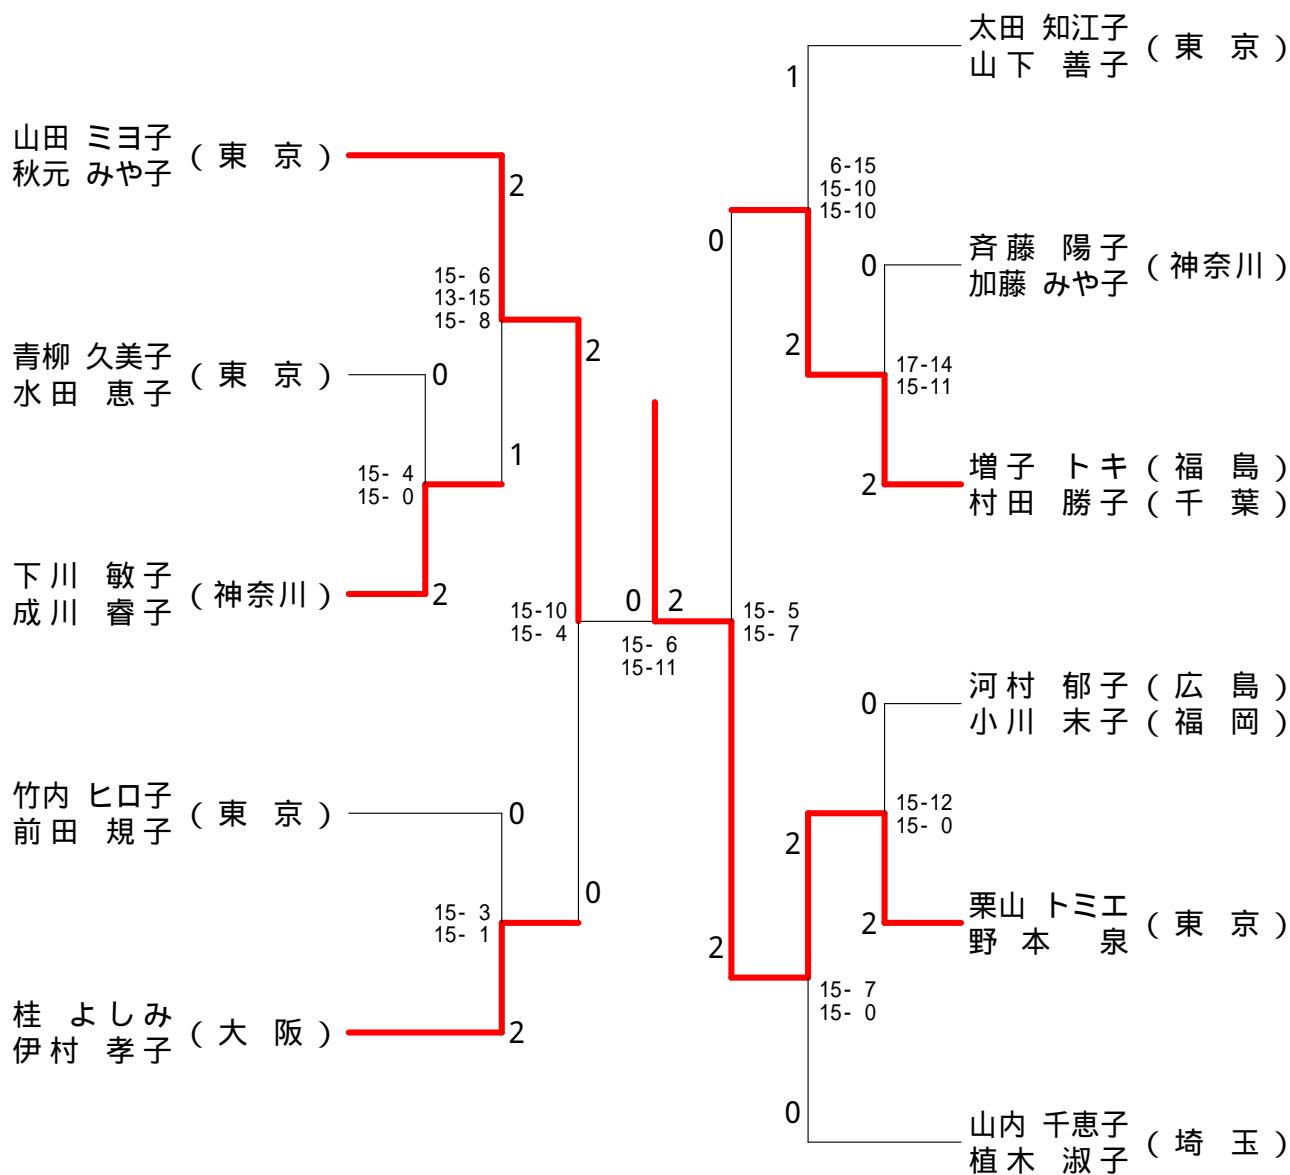 山田 ミヨ子
秋元 みや子
( 東 京 )
2
15- 6
13-15
15- 8
青柳 久美子
水田 恵子
( 東 京 )
0
15- 4
15- 0
1
下川 敏子
成川 睿子
(神奈川)
2
2
15-10
15- 4
竹内 ヒロ子
前田 規子
( 東 京 )
0
15- 3
15- 1
0
桂 よしみ
伊村 孝子
( 大 阪 )
2
0
2
15- 6
15-11
太田 知江子
山下 善子
( 東 京 )
1
6-15
15-10
15-10
0
斉藤 陽子
加藤 みや子
(神奈川)
0
2
17-14
15-11
増子 トキ ( 福 島 )
村田 勝子 ( 千 葉 )
2
15- 5
15- 7
河村 郁子 ( 広 島 )
小川 末子 ( 福 岡 )
0
15-12
15- 0
2
栗山 トミエ
野本 泉
( 東 京 )
2
2
15- 7
15- 0
0
山内 千恵子
植木 淑子
( 埼 玉 )